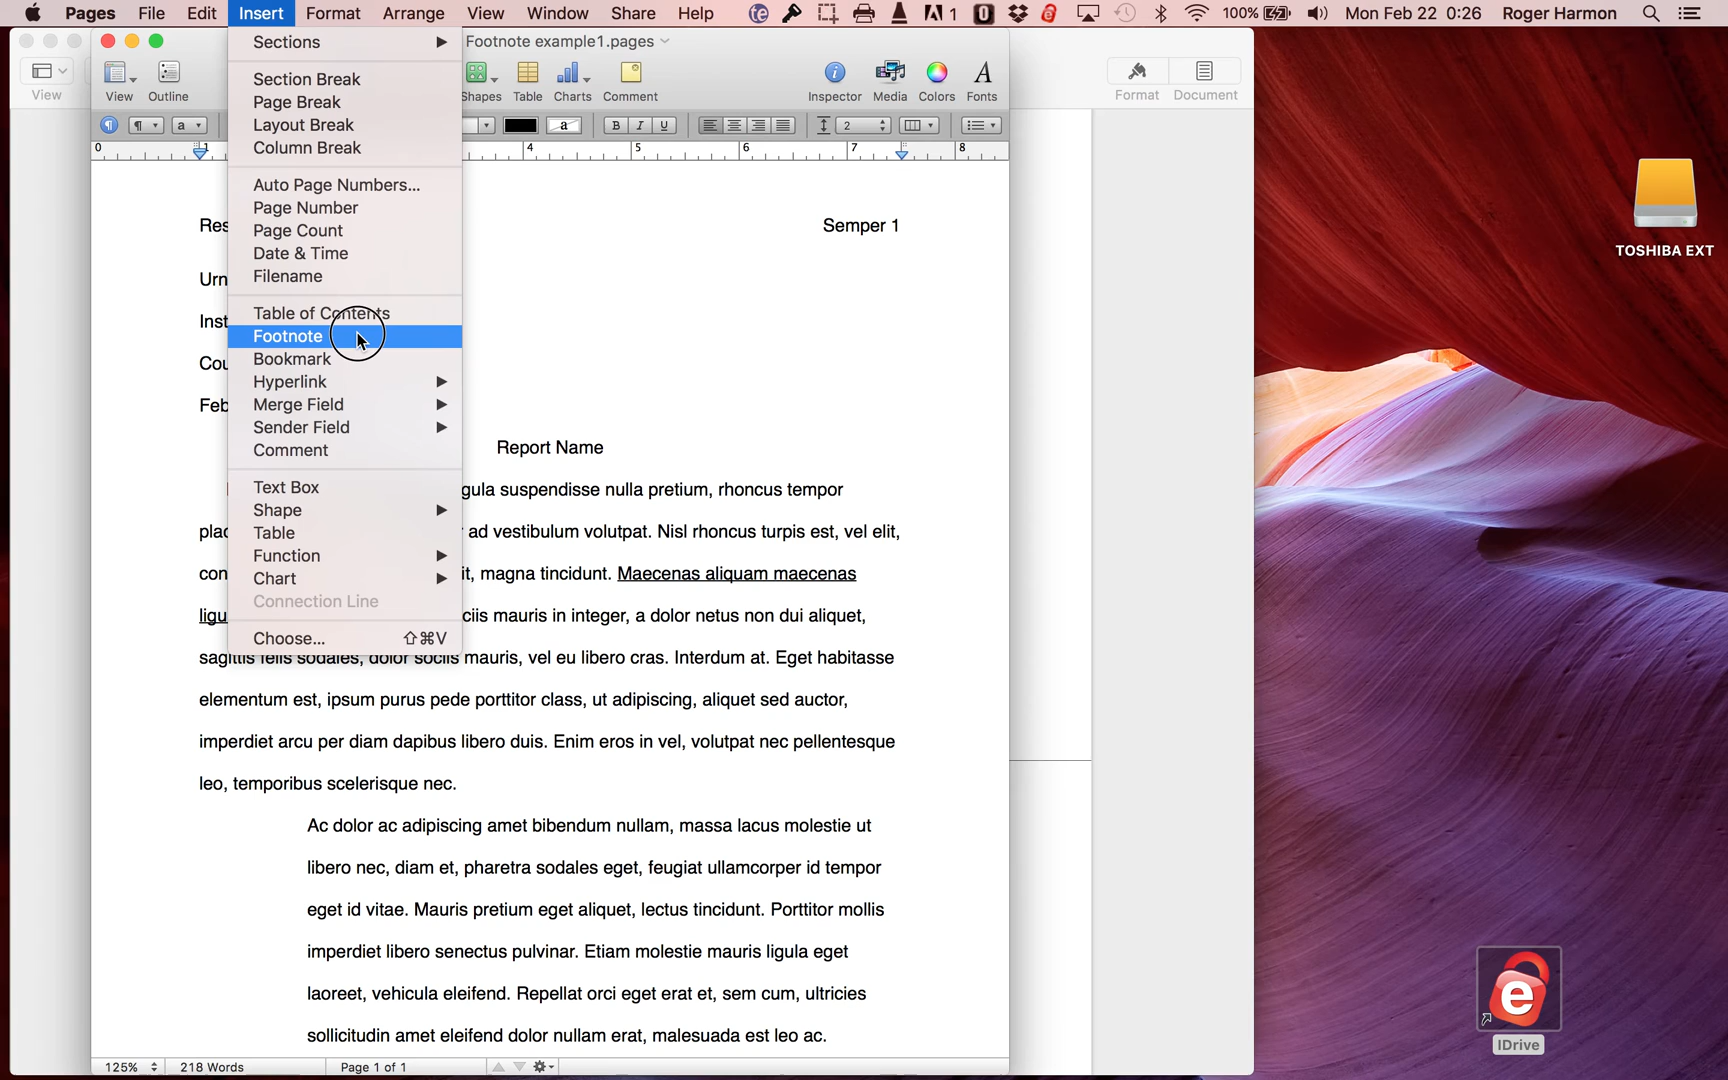 Pages File Edit Insert Format Arrange View Window Share Help 1 100% Mon Feb 22 0:26 Roger Harmon
Footnote example1.pages
View
View Outline Shapes Table Charts Comment Inspector Media Colors Fonts
Format Document
¶ a a B I U 2
0 1 4 5 6 7 8
Sections
Section Break
Page Break
Layout Break
Column Break
Auto Page Numbers...
Page Number
Page Count
Date & Time
Filename
Table of Contents
Footnote
Bookmark
Hyperlink
Merge Field
Sender Field
Comment
Text Box
Shape
Table
Function
Chart
Connection Line
Choose... ⇧⌘V
Res Semper 1
Urn
Inst
Cou
Feb
Report Name
gula suspendisse nulla pretium, rhoncus tempor
plac ad vestibulum volutpat. Nisl rhoncus turpis est, vel elit,
con it, magna tincidunt. Maecenas aliquam maecenas
ligu ciis mauris in integer, a dolor netus non dui aliquet,
sagittis felis sodales, dolor sociis mauris, vel eu libero cras. Interdum at. Eget habitasse
elementum est, ipsum purus pede porttitor class, ut adipiscing, aliquet sed auctor,
imperdiet arcu per diam dapibus libero duis. Enim eros in vel, volutpat nec pellentesque
leo, temporibus scelerisque nec.
Ac dolor ac adipiscing amet bibendum nullam, massa lacus molestie ut
libero nec, diam et, pharetra sodales eget, feugiat ullamcorper id tempor
eget id vitae. Mauris pretium eget aliquet, lectus tincidunt. Porttitor mollis
imperdiet libero senectus pulvinar. Etiam molestie mauris ligula eget
laoreet, vehicula eleifend. Repellat orci eget erat et, sem cum, ultricies
sollicitudin amet eleifend dolor nullam erat, malesuada est leo ac.
125% 218 Words Page 1 of 1
TOSHIBA EXT
e
IDrive